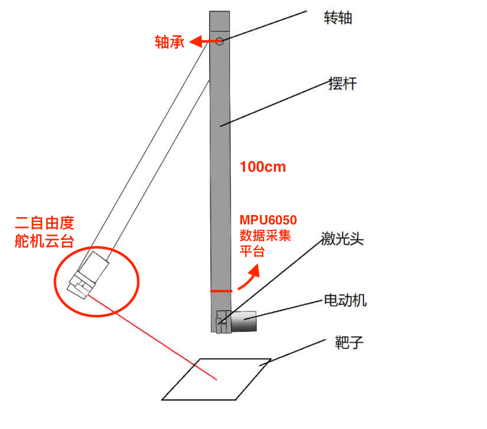 转轴
轴承
摆杆
100cm
二自由度
舵机云台
MPU6050
数据采集
平台
激光头
电动机
靶子